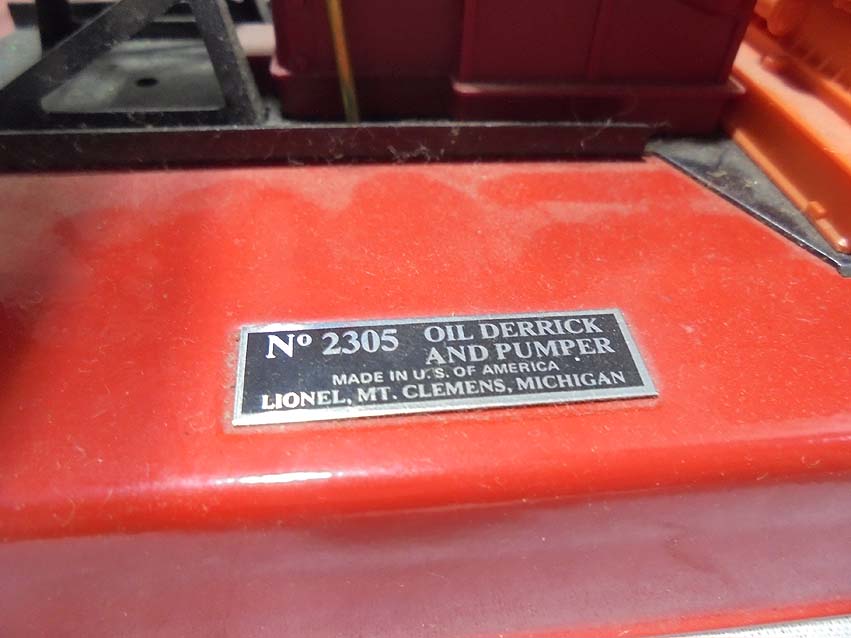 Nº 2305 OIL DERRICK
AND PUMPER
MADE IN U.S. OF AMERICA
LIONEL, MT. CLEMENS, MICHIGAN